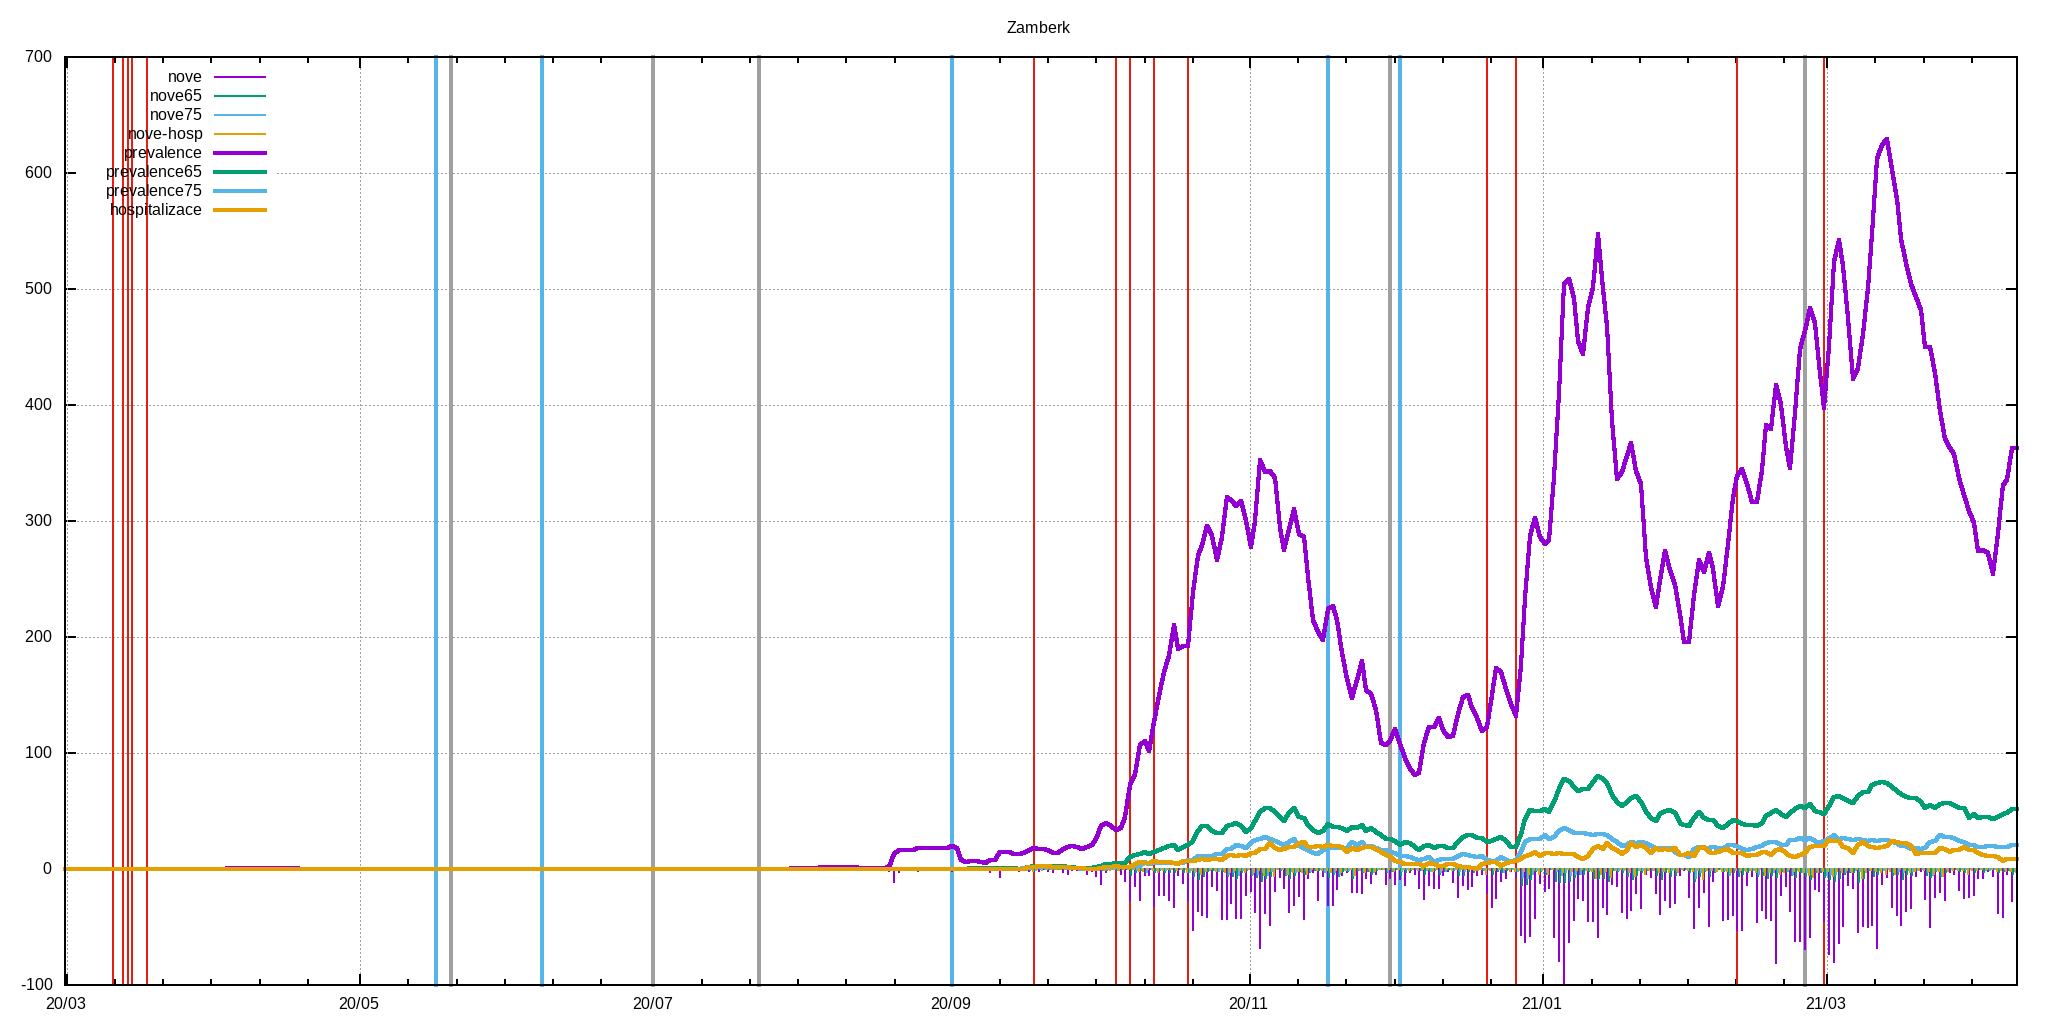 Zamberk
700
600
500
400
300
200
100
0
-100
nove
nove65
nove75
nove-hosp
prevalence
prevalence65
prevalence75
hospitalizace
20/03 20/05 20/07 20/09 20/11 21/01 21/03